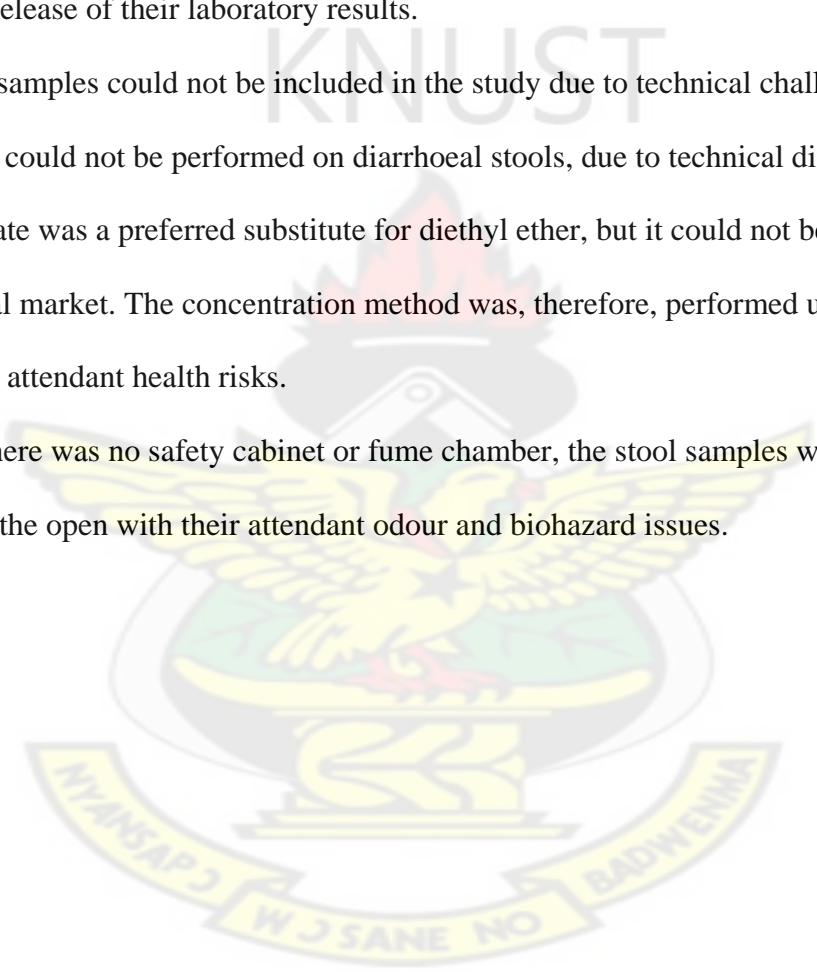 elease of their laboratory results.
KNUST
samples could not be included in the study due to technical chall
could not be performed on diarrhoeal stools, due to technical di
ate was a preferred substitute for diethyl ether, but it could not be
al market. The concentration method was, therefore, performed u
attendant health risks.
here was no safety cabinet or fume chamber, the stool samples w
the open with their attendant odour and biohazard issues.
NYANSAPƆ
WƆSANE NO
BADWENMA